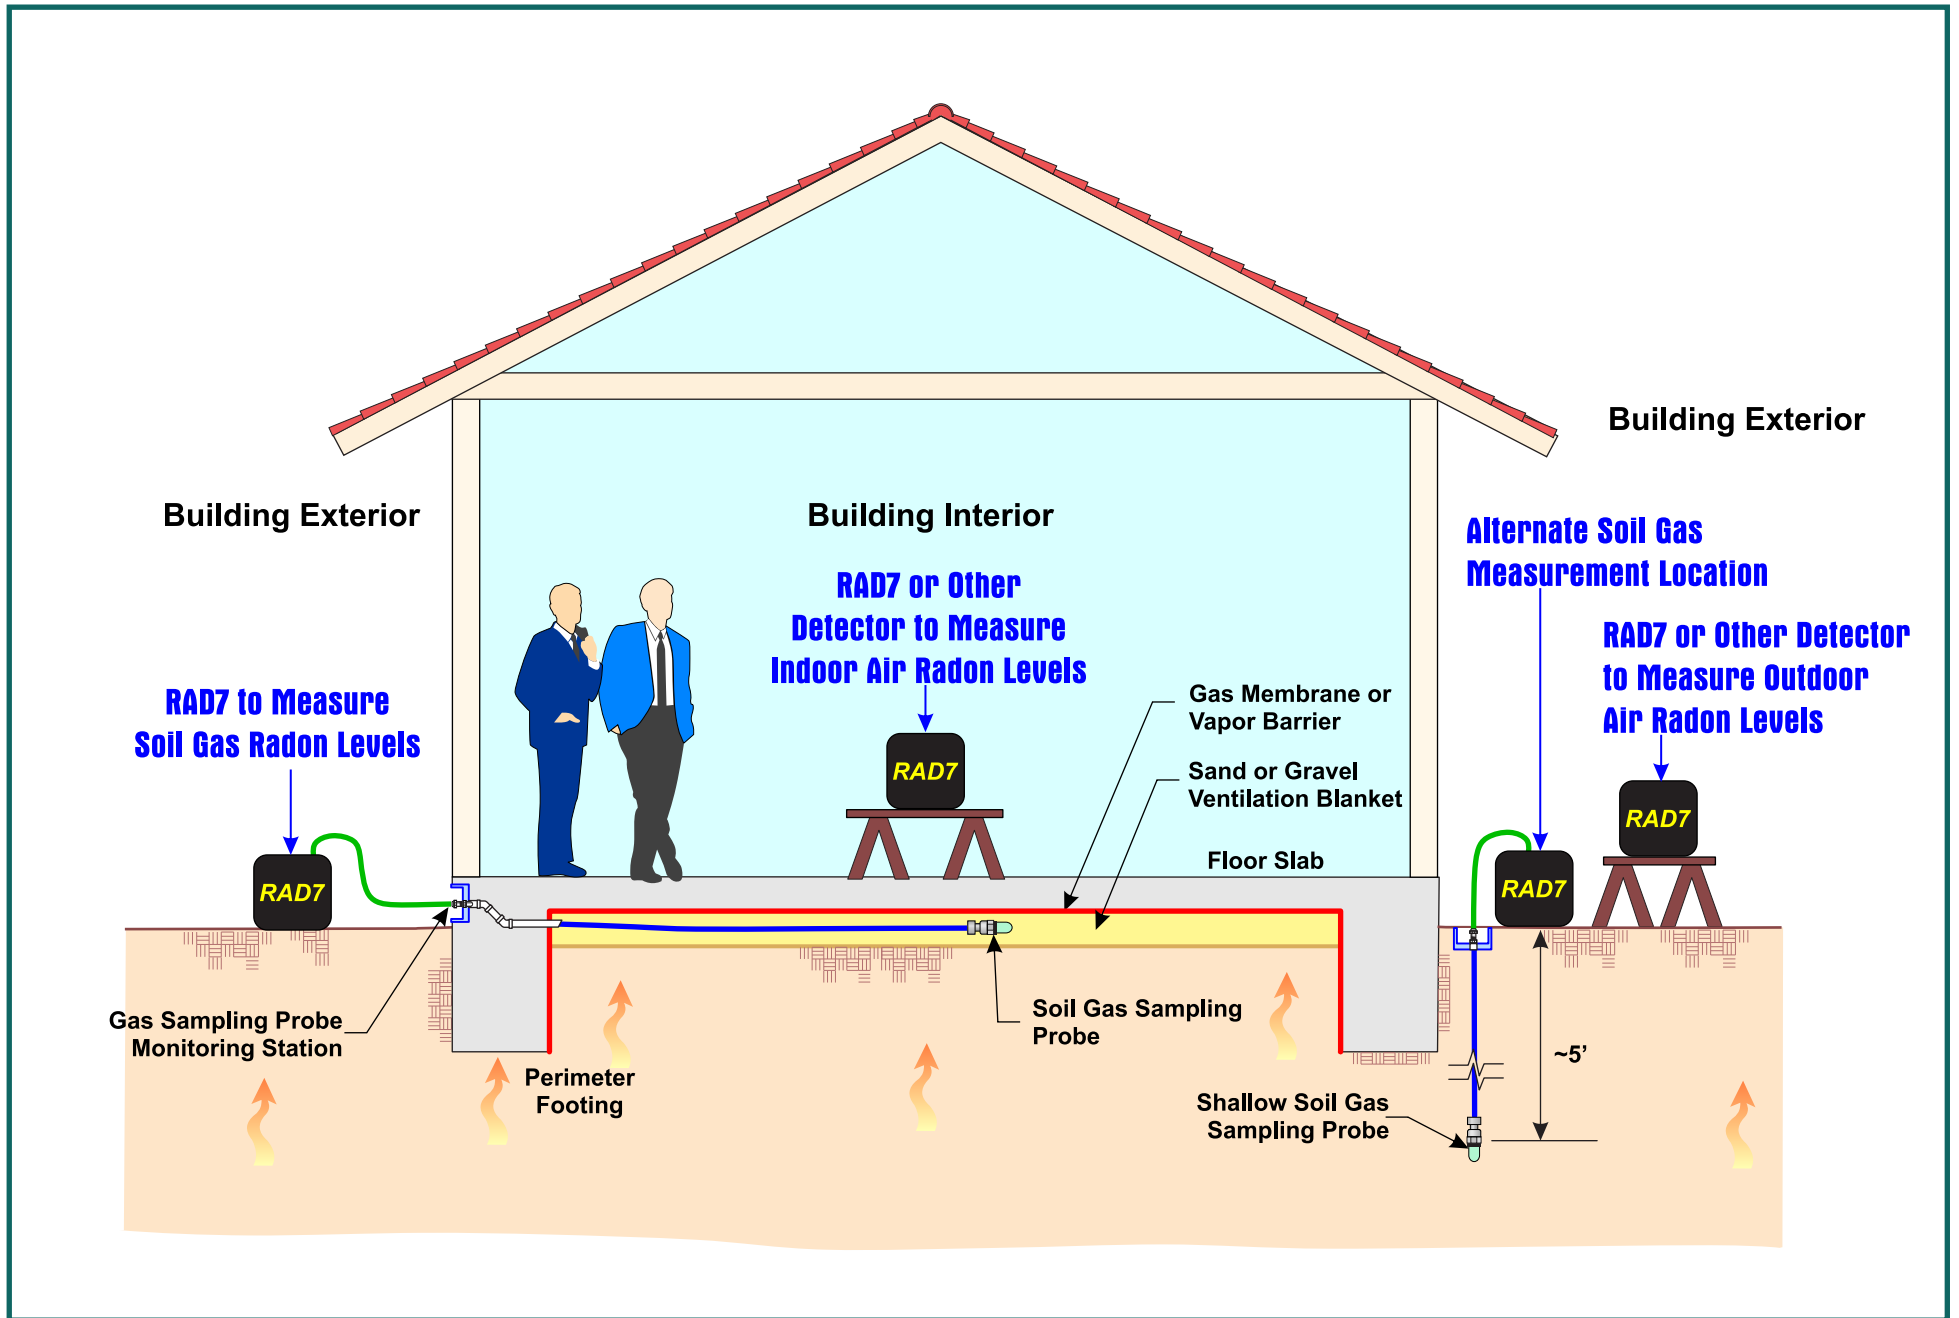 Building Exterior
Building Exterior
Building Interior
Alternate Soil Gas
Measurement Location
RAD7 or Other
Detector to Measure
Indoor Air Radon Levels
RAD7 or Other Detector
to Measure Outdoor
Air Radon Levels
RAD7 to Measure
Soil Gas Radon Levels
Gas Membrane or
Vapor Barrier
Sand or Gravel
Ventilation Blanket
RAD7
RAD7
Floor Slab
RAD7
RAD7
Gas Sampling Probe
Monitoring Station
Soil Gas Sampling
Probe
~5’
Perimeter
Footing
Shallow Soil Gas
Sampling Probe